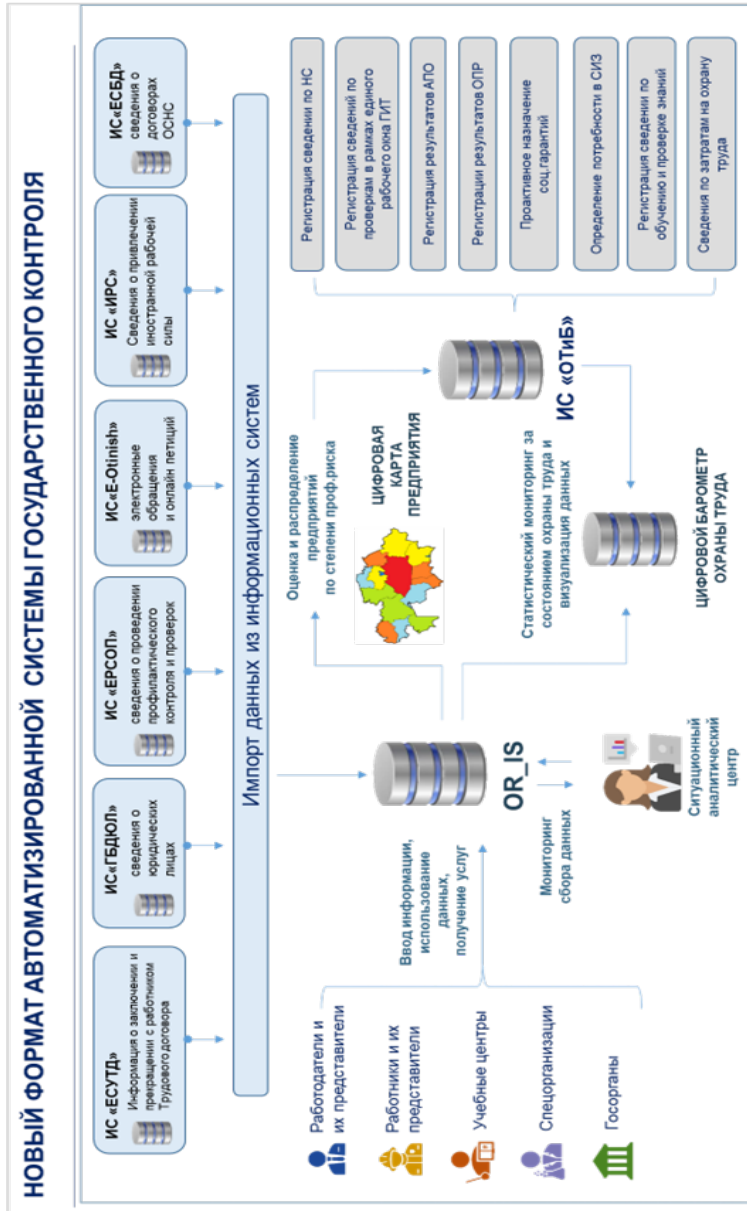 НОВЫЙ ФОРМАТ АВТОМАТИЗИРОВАННОЙ СИСТЕМЫ ГОСУДАРСТВЕННОГО КОНТРОЛЯ
ИС «ЕСУТД»
Информация о заключении и
прекращении с работником
Трудового договора
ИС«ГБДЮЛ»
сведения о
юридических
лицах
ИС «ЕРСОП»
сведения о проведении
профилактического
контроля и проверок
ИС«E-Otinish»
электронные
обращения
и онлайн петиций
ИС «ИРС»
Сведения о привлечении
иностранной рабочей
силы
ИС«ЕСБД»
сведения о
договорах
ОСНС
Импорт данных из информационных систем
Работодатели и
их представители
Работники и их
представители
Учебные центры
Спецорганизации
Госорганы
Ввод информации,
использование
данных,
получение услуг
OR_IS
Мониторинг
сбора данных
Ситуационный
аналитический
центр
Оценка и распределение
предприятий
по степени проф.риска
ЦИФРОВАЯ
КАРТА
ПРЕДПРИЯТИЯ
Статистический мониторинг за
состоянием охраны труда и
визуализация данных
ИС «ОТиБ»
ЦИФРОВОЙ БАРОМЕТР
ОХРАНЫ ТРУДА
Регистрация сведении по НС
Регистрация сведений по
проверкам в рамках единого
рабочего окна ГИТ
Регистрация результатов АПО
Регистрации результатов ОПР
Проактивное назначение
соц.гарантий
Определение потребности в СИЗ
Регистрация сведении по
обучению и проверке знаний
Сведения по затратам на охрану
труда